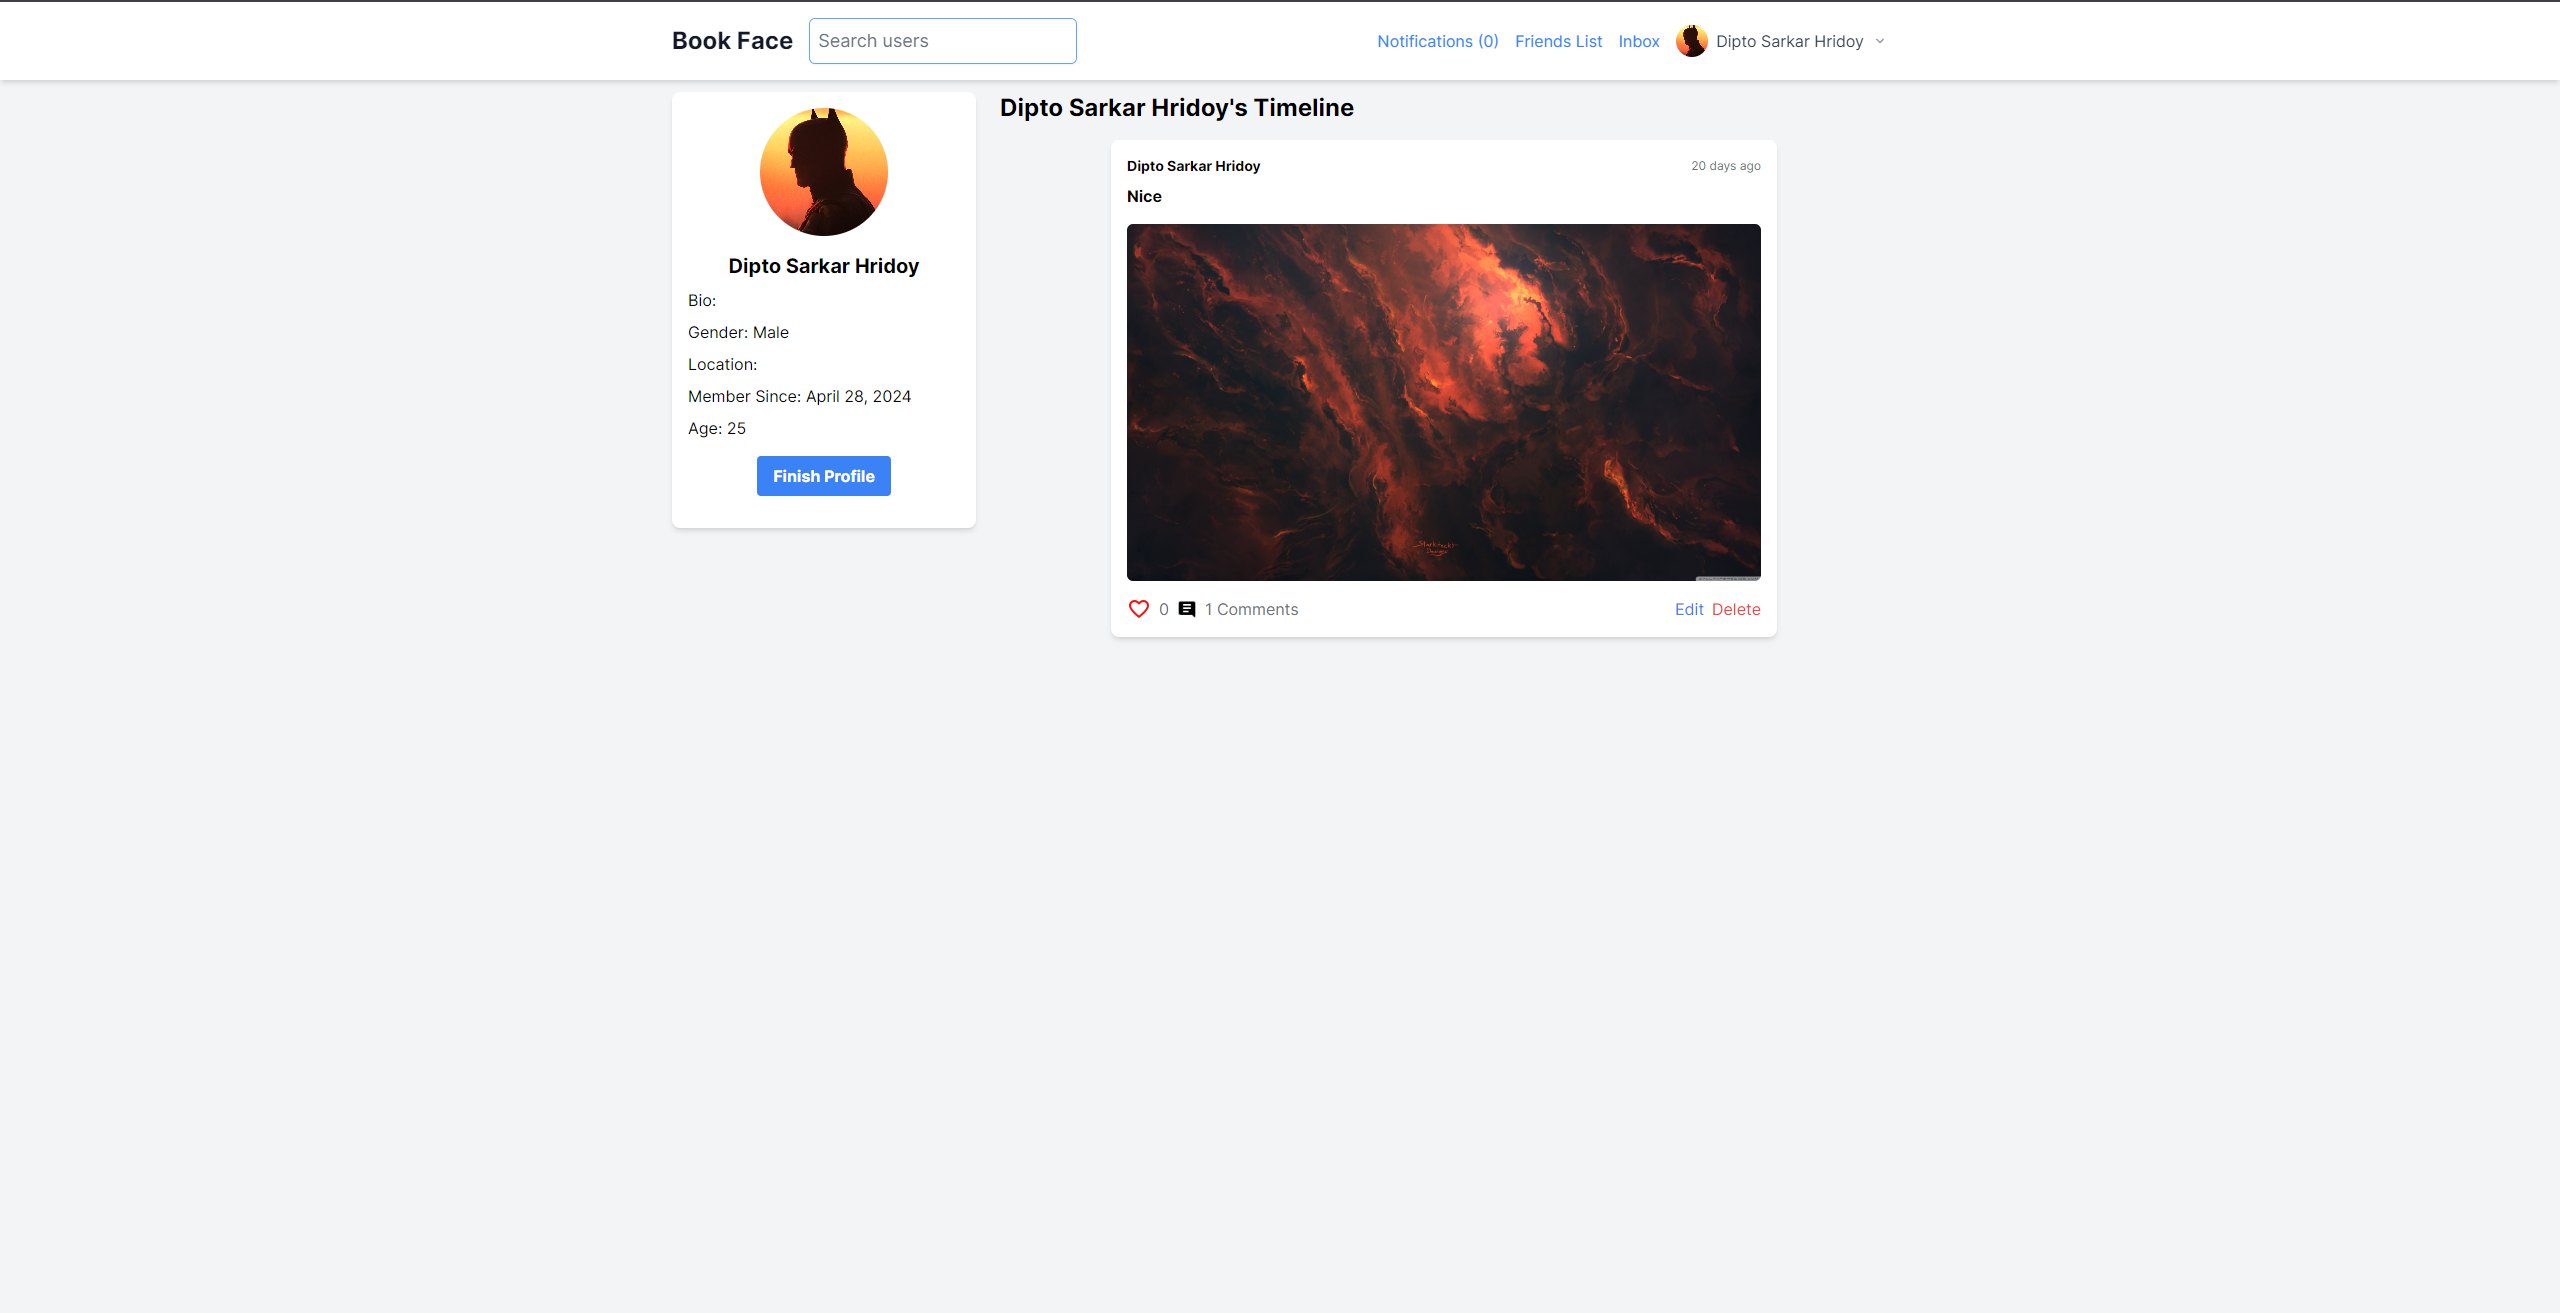 Book Face
Search users
Notifications (0) Friends List Inbox Dipto Sarkar Hridoy
Dipto Sarkar Hridoy
Bio:
Gender: Male
Location:
Member Since: April 28, 2024
Age: 25
Finish Profile
Dipto Sarkar Hridoy's Timeline
Dipto Sarkar Hridoy 20 days ago
Nice
0 1 Comments Edit Delete